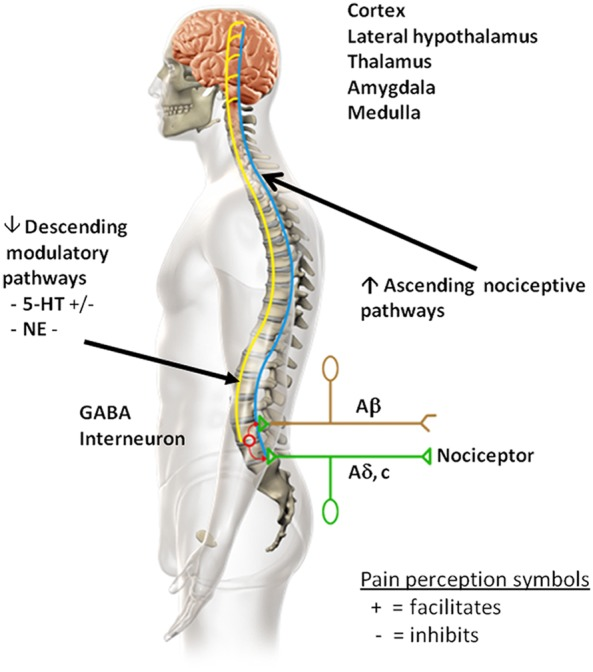 Cortex
Lateral hypothalamus
Thalamus
Amygdala
Medulla
↓ Descending
modulatory
pathways
- 5-HT +/-
- NE -
↑ Ascending nociceptive
pathways
GABA
Interneuron
Aβ
Nociceptor
Aδ, c
Pain perception symbols
+ = facilitates
- = inhibits